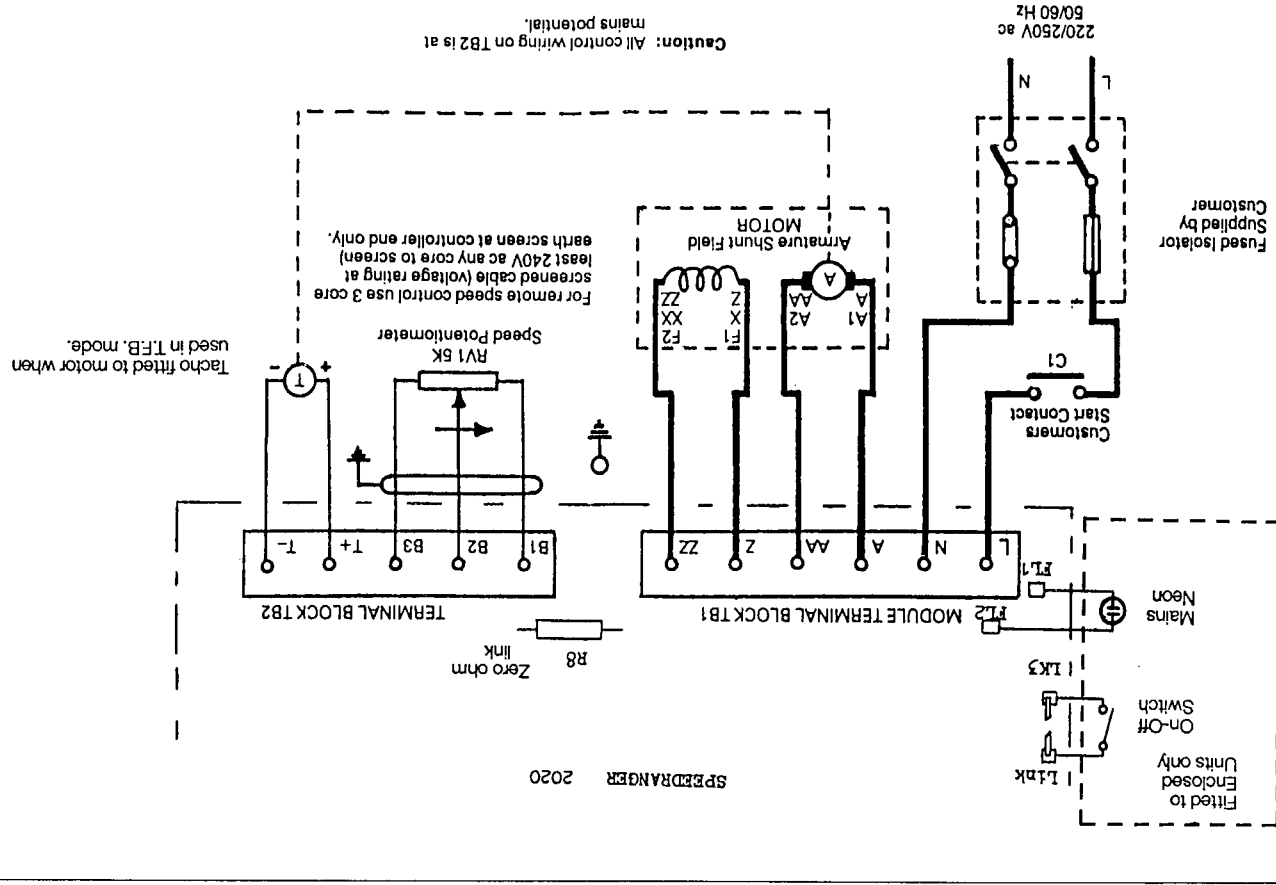 SPEEDRANGER 2020
Fitted to
Enclosed
Units only
Link
On-Off
Switch
LK3
R8
Zero ohm
link
Mains
Neon
FL2
FL1
MODULE TERMINAL BLOCK TB1
L N A AA Z ZZ
TERMINAL BLOCK TB2
B1 B2 B3 T+ T-
Customers
Start Contact
C1
RV1 5K
Speed Potentiometer
+ T -
Tacho fitted to motor when
used in T.F.B. mode.
For remote speed control use 3 core
screened cable (voltage rating at
least 240V ac any core to screen)
earth screen at controller end only.
A1 A2
A AA
A
F1 F2
X XX
Z ZZ
Armature Shunt Field
MOTOR
Fused Isolator
Supplied by
Customer
L N
220/250V ac
50/60 Hz
Caution: All control wiring on TB2 is at
mains potential.